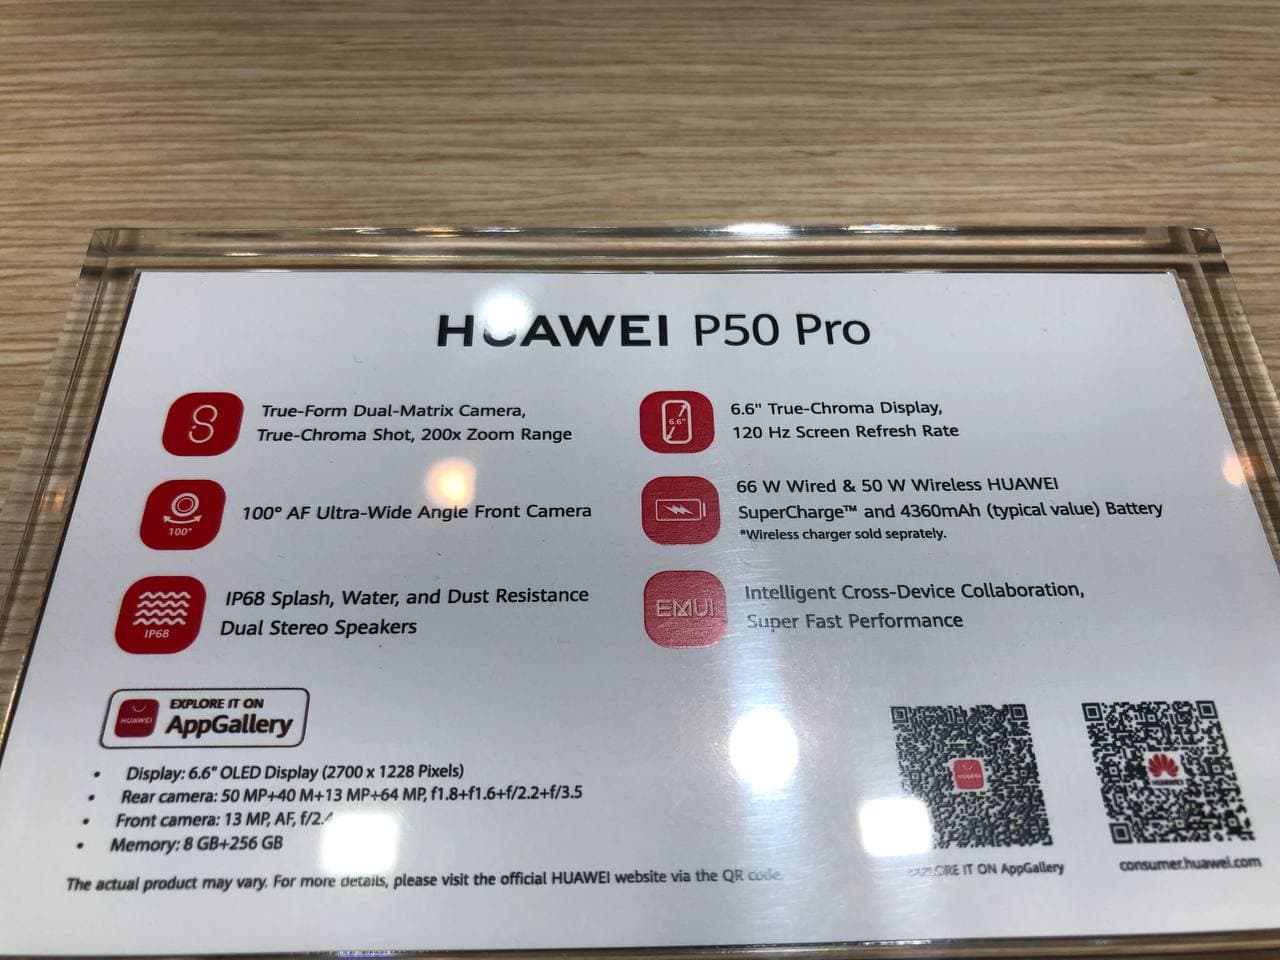 HUAWEI P50 Pro
True-Form Dual-Matrix Camera,
True-Chroma Shot, 200x Zoom Range
6.6"
6.6" True-Chroma Display,
120 Hz Screen Refresh Rate
100°
100° AF Ultra-Wide Angle Front Camera
66 W Wired & 50 W Wireless HUAWEI
SuperCharge™ and 4360mAh (typical value) Battery
*Wireless charger sold seprately.
IP68
IP68 Splash, Water, and Dust Resistance
Dual Stereo Speakers
EMUI
Intelligent Cross-Device Collaboration,
Super Fast Performance
HUAWEI
EXPLORE IT ON
AppGallery
• Display: 6.6" OLED Display (2700 x 1228 Pixels)
• Rear camera: 50 MP+40 M+13 MP+64 MP, f1.8+f1.6+f/2.2+f/3.5
• Front camera: 13 MP, AF, f/2.4
• Memory: 8 GB+256 GB
The actual product may vary. For more details, please visit the official HUAWEI website via the QR code.
HUAWEI
EXPLORE IT ON AppGallery
HUAWEI
consumer.huawei.com